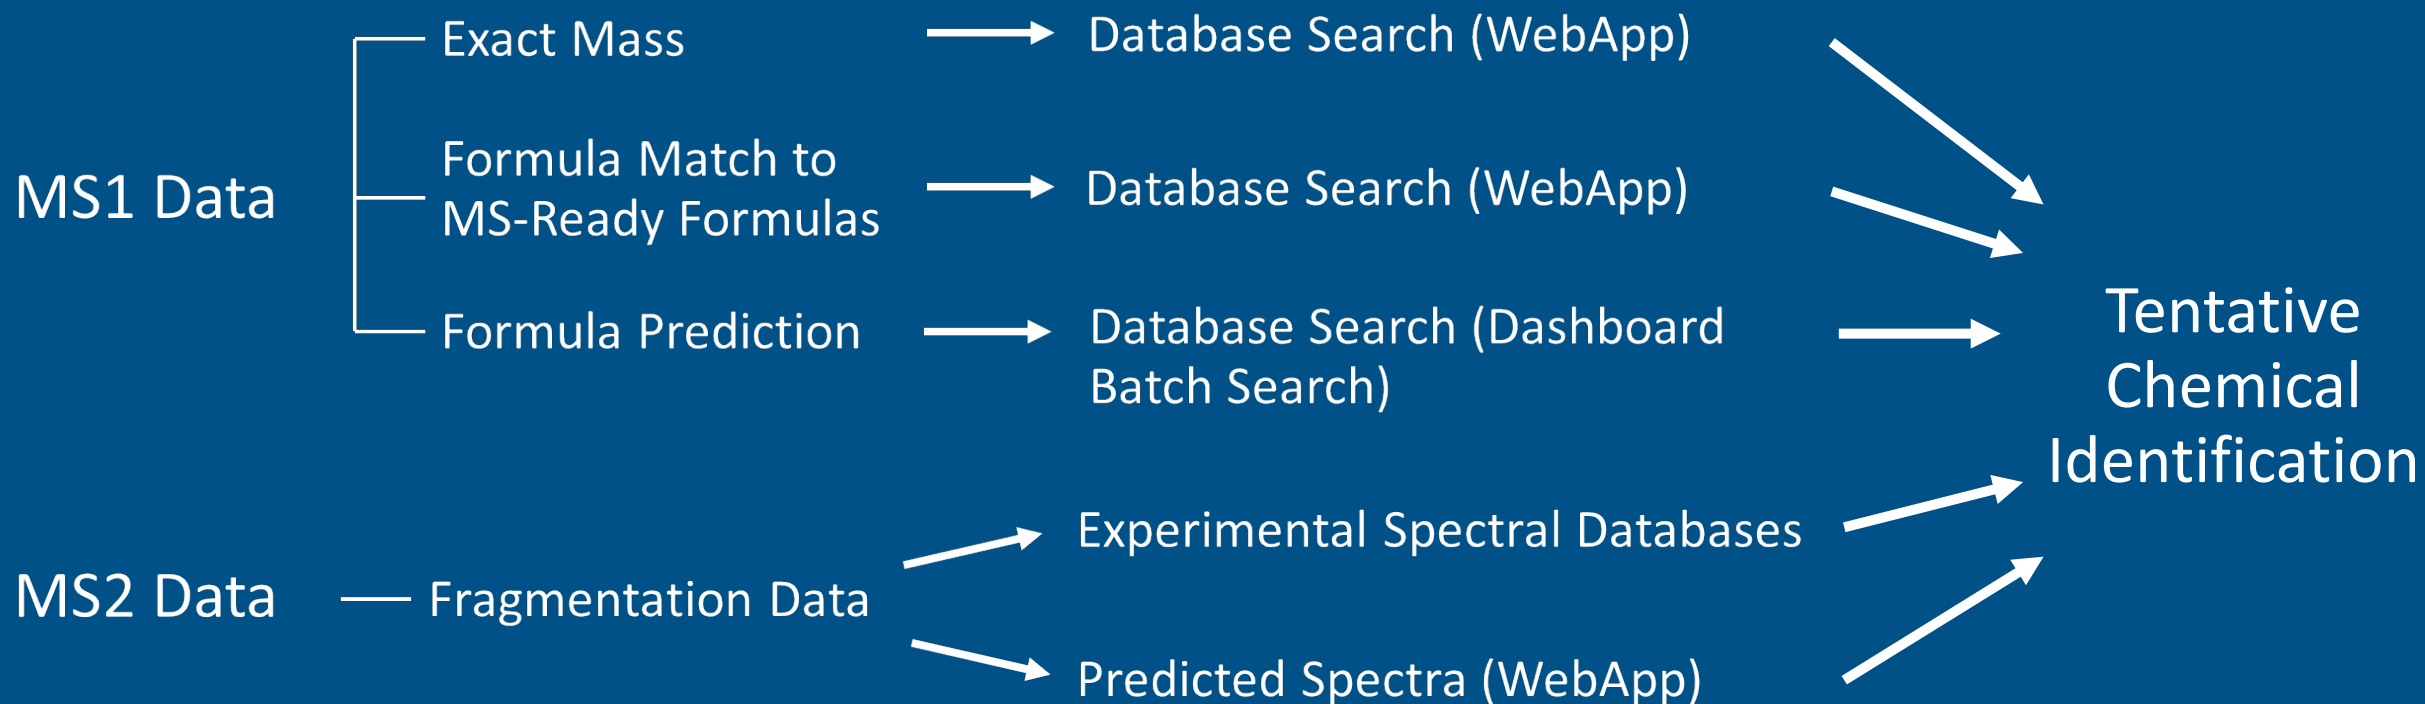 MS1 Data
Exact Mass
Database Search (WebApp)
Formula Match to
MS-Ready Formulas
Database Search (WebApp)
Formula Prediction
Database Search (Dashboard
Batch Search)
MS2 Data
Fragmentation Data
Experimental Spectral Databases
Predicted Spectra (WebApp)
Tentative
Chemical
Identification